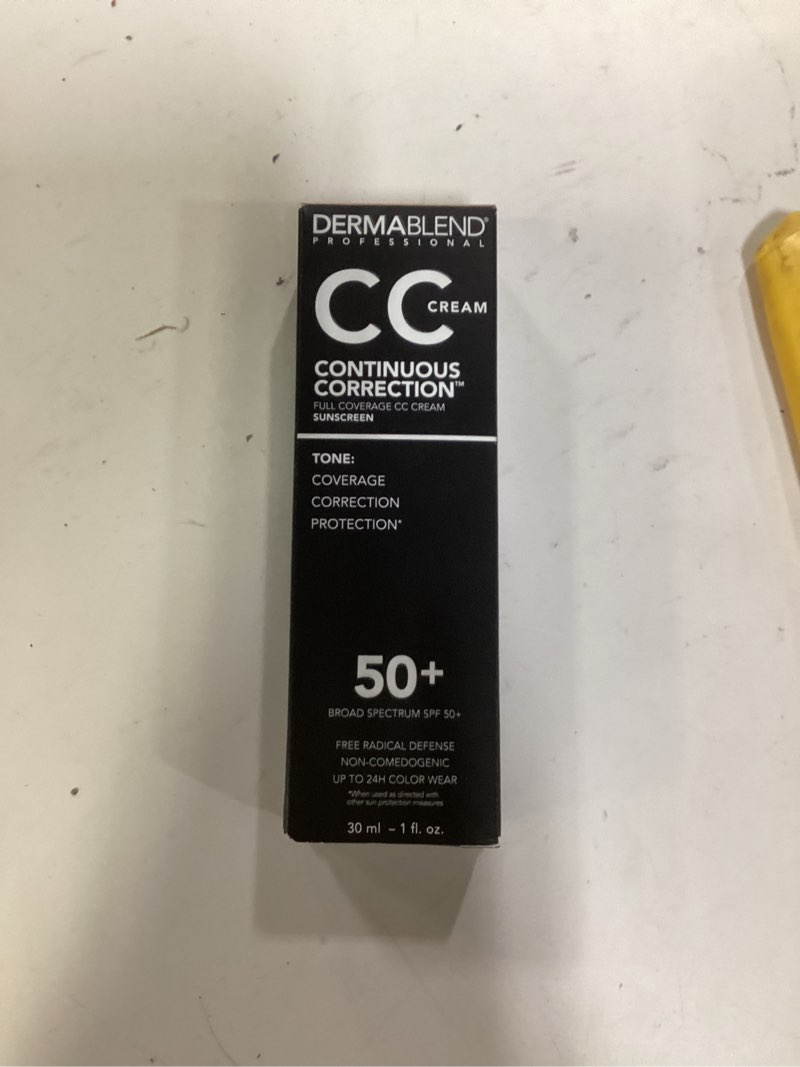 DERMABLEND®
PROFESSIONAL
CC CREAM
CONTINUOUS
CORRECTION™
FULL COVERAGE CC CREAM
SUNSCREEN
TONE:
COVERAGE
CORRECTION
PROTECTION*
50+
BROAD SPECTRUM SPF 50+
FREE RADICAL DEFENSE
NON-COMEDOGENIC
UP TO 24H COLOR WEAR
*When used as directed with
other sun protection measures
30 ml – 1 fl. oz.